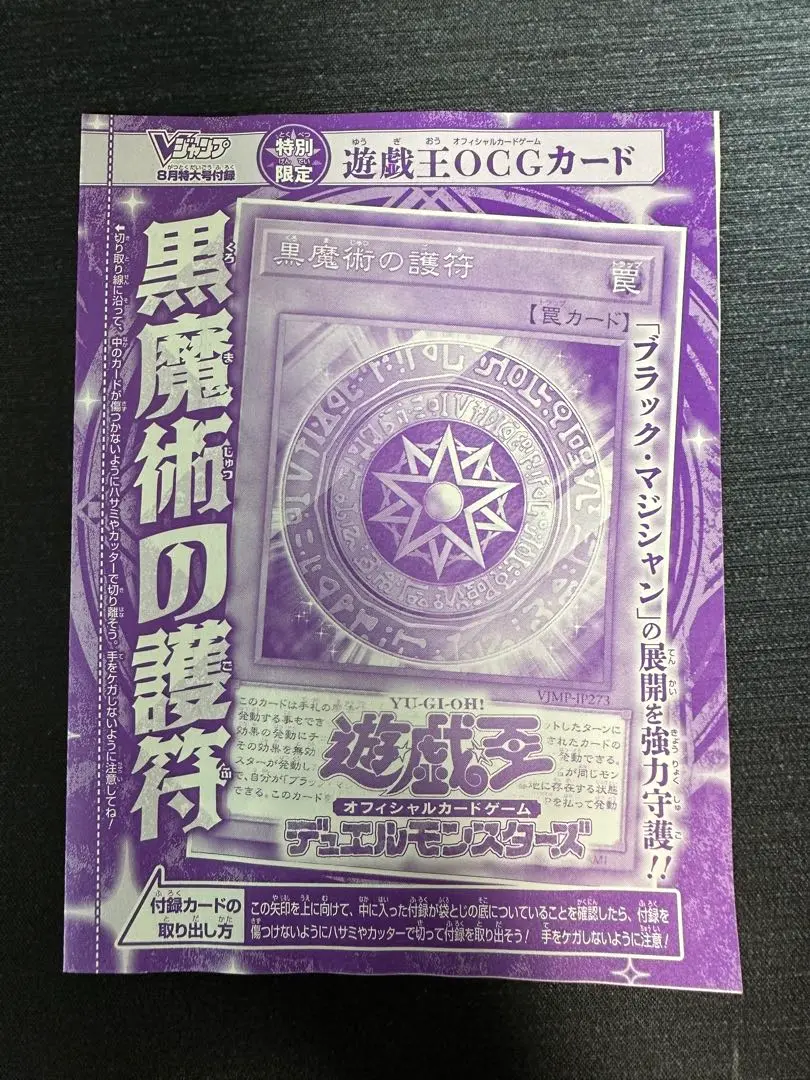 Vジャンプ
8月特大号付録
特別
限定
遊戯王OCGカード
黒魔術の護符
「ブラック・マジシャン」の展開を強力守護!!
⬅切り取り線に沿って、中のカードが傷つかないようにハサミやカッターで切り離そう。手をケガしないように注意してね!
黒魔術の護符
罠
【罠カード】
VJMP-JP273
このカードは手札の
発動する事もでき
効果の発動にチ
その効果を無効
スターが発動し
で、自分が「ブラッ
できる。このカード
ットしたターンに
されたカードの
発動できる。
が同じモン
に存在する状態
を払って発動
YU-GI-OH!
遊戯王
オフィシャルカードゲーム
デュエルモンスターズ
付録カードの
取り出し方
この矢印を上に向けて、中に入った付録が袋とじの底についていることを確認したら、付録を
傷つけないようにハサミやカッターで切って付録を取り出そう! 手をケガしないように注意!